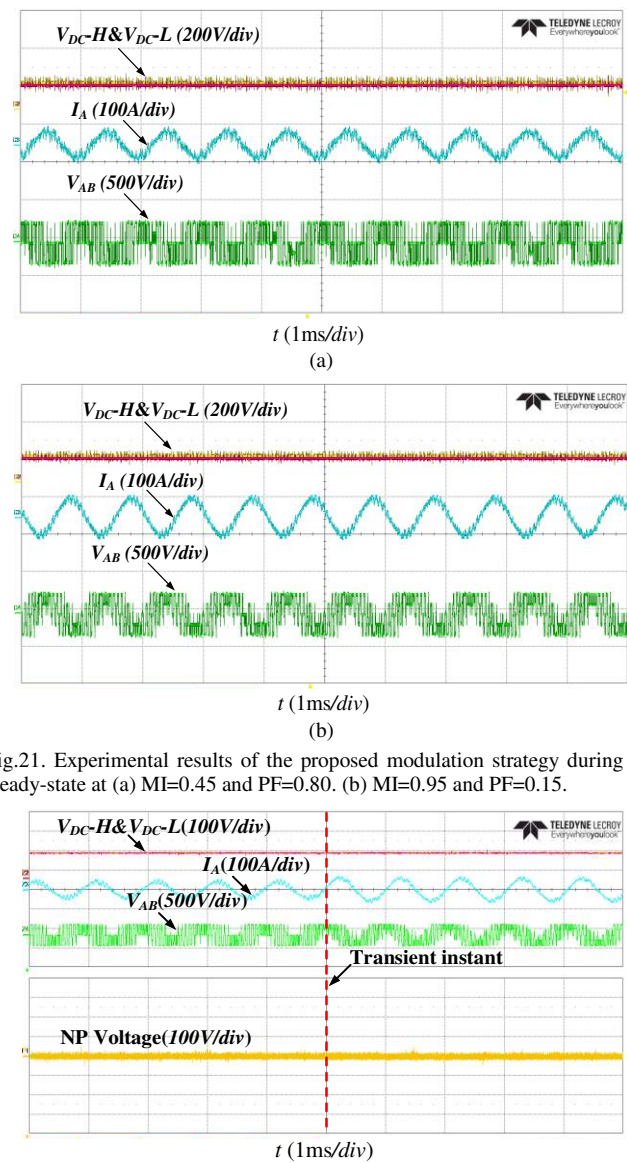 TELEDYNE LECROY
Everywhereyoulook
V_DC-H&V_DC-L (200V/div)
I_A (100A/div)
V_AB (500V/div)
t (1ms/div)
(a)
TELEDYNE LECROY
Everywhereyoulook
V_DC-H&V_DC-L (200V/div)
I_A (100A/div)
V_AB (500V/div)
t (1ms/div)
(b)
ig.21. Experimental results of the proposed modulation strategy during
eady-state at (a) MI=0.45 and PF=0.80. (b) MI=0.95 and PF=0.15.
TELEDYNE LECROY
Everywhereyoulook
V_DC-H&V_DC-L(100V/div)
I_A(100A/div)
V_AB(500V/div)
Transient instant
NP Voltage(100V/div)
t (1ms/div)